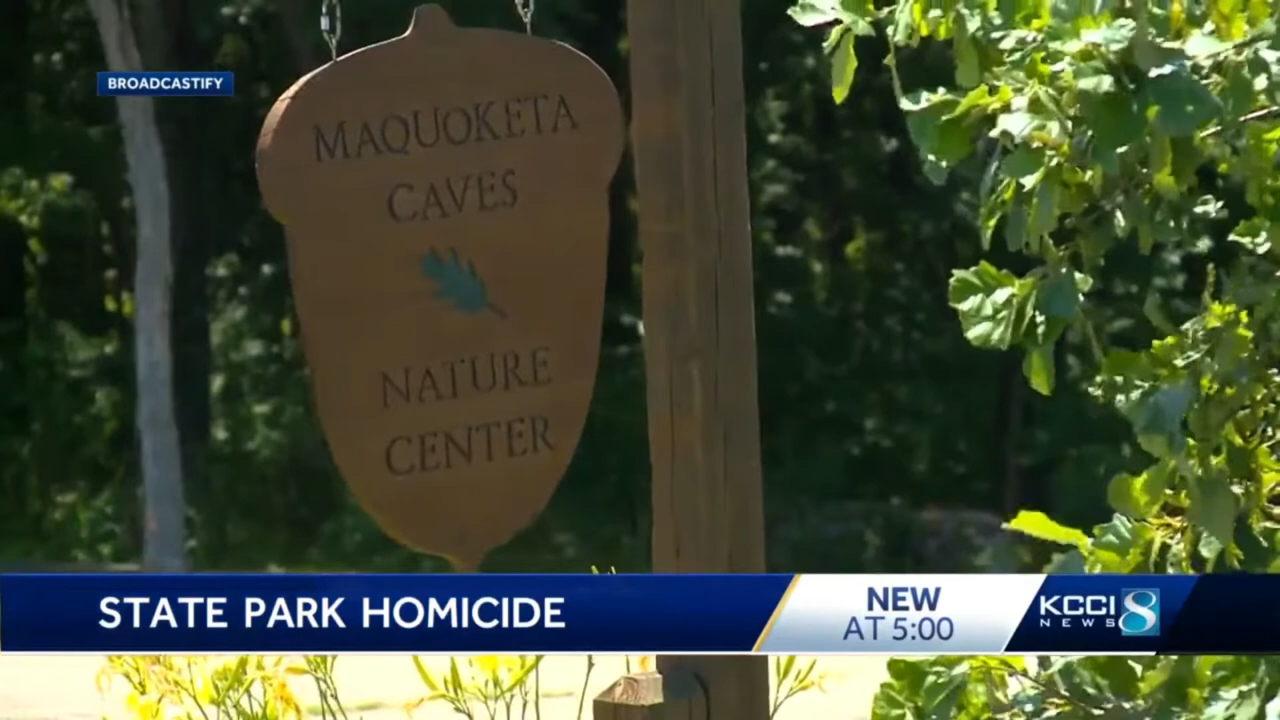 BROADCASTIFY
MAQUOKETA
CAVES
NATURE
CENTER
STATE PARK HOMICIDE
NEW
AT 5:00
KCCI 8
NEWS